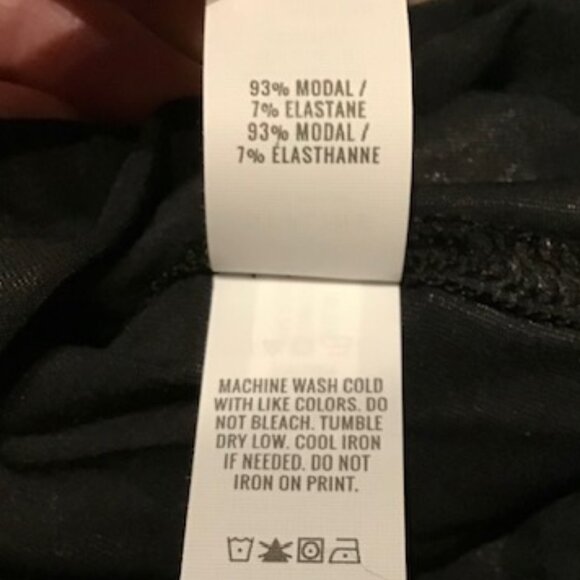 93% MODAL /
7% ELASTANE
93% MODAL /
7% ÉLASTHANNE
MACHINE WASH COLD
WITH LIKE COLORS. DO
NOT BLEACH. TUMBLE
DRY LOW. COOL IRON
IF NEEDED. DO NOT
IRON ON PRINT.